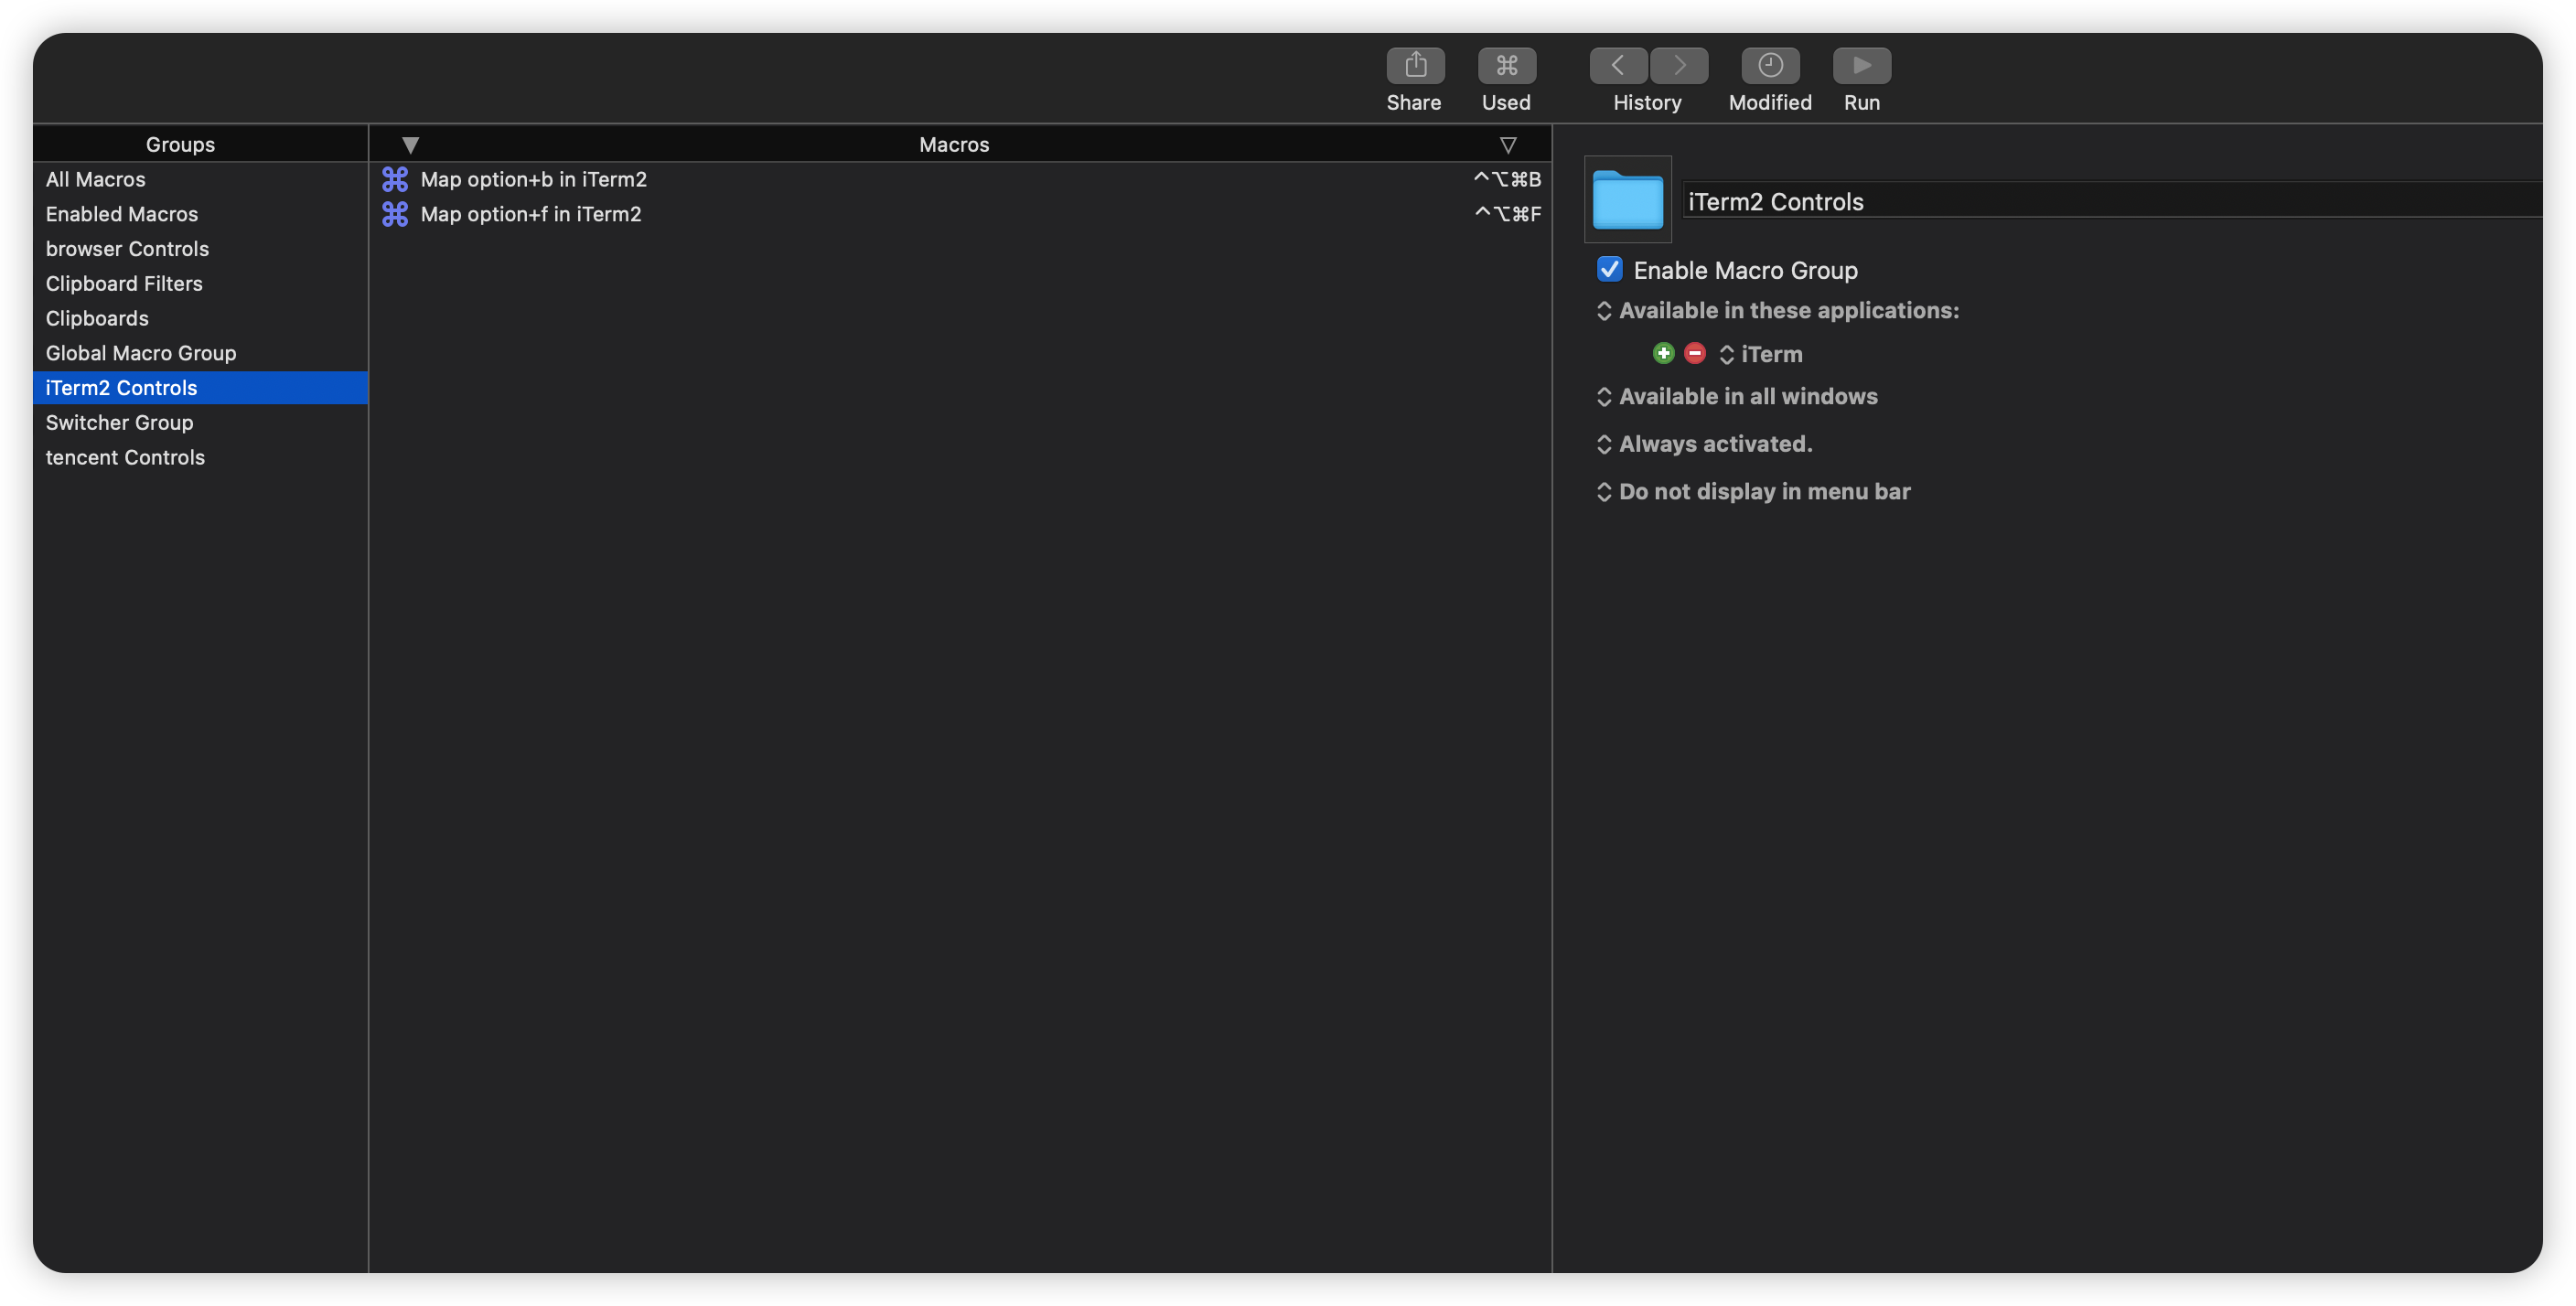 Share Used History Modified Run
Groups
All Macros
Enabled Macros
browser Controls
Clipboard Filters
Clipboards
Global Macro Group
iTerm2 Controls
Switcher Group
tencent Controls
Macros
Map option+b in iTerm2 ⌃⌥⌘B
Map option+f in iTerm2 ⌃⌥⌘F
iTerm2 Controls
Enable Macro Group
Available in these applications:
iTerm
Available in all windows
Always activated.
Do not display in menu bar